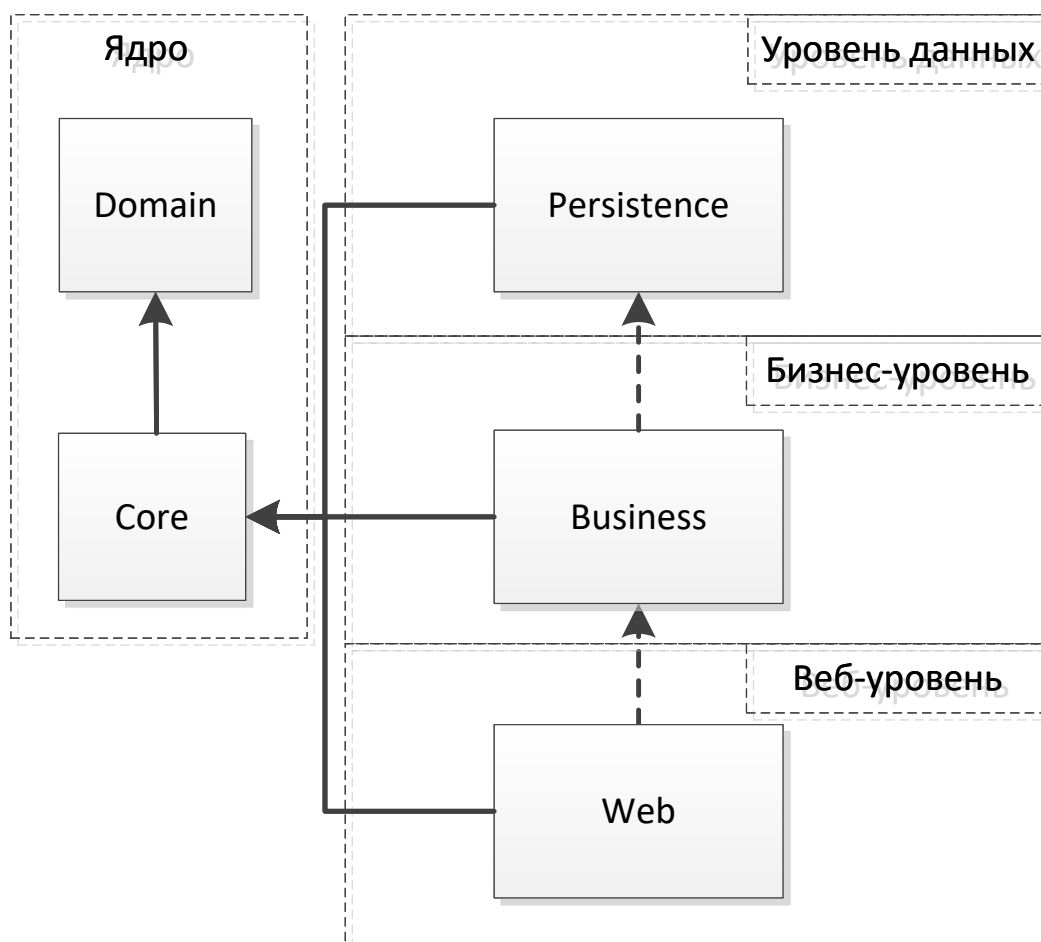 Ядро
Уровень данных
Domain
Persistence
Бизнес-уровень
Core
Business
Веб-уровень
Web